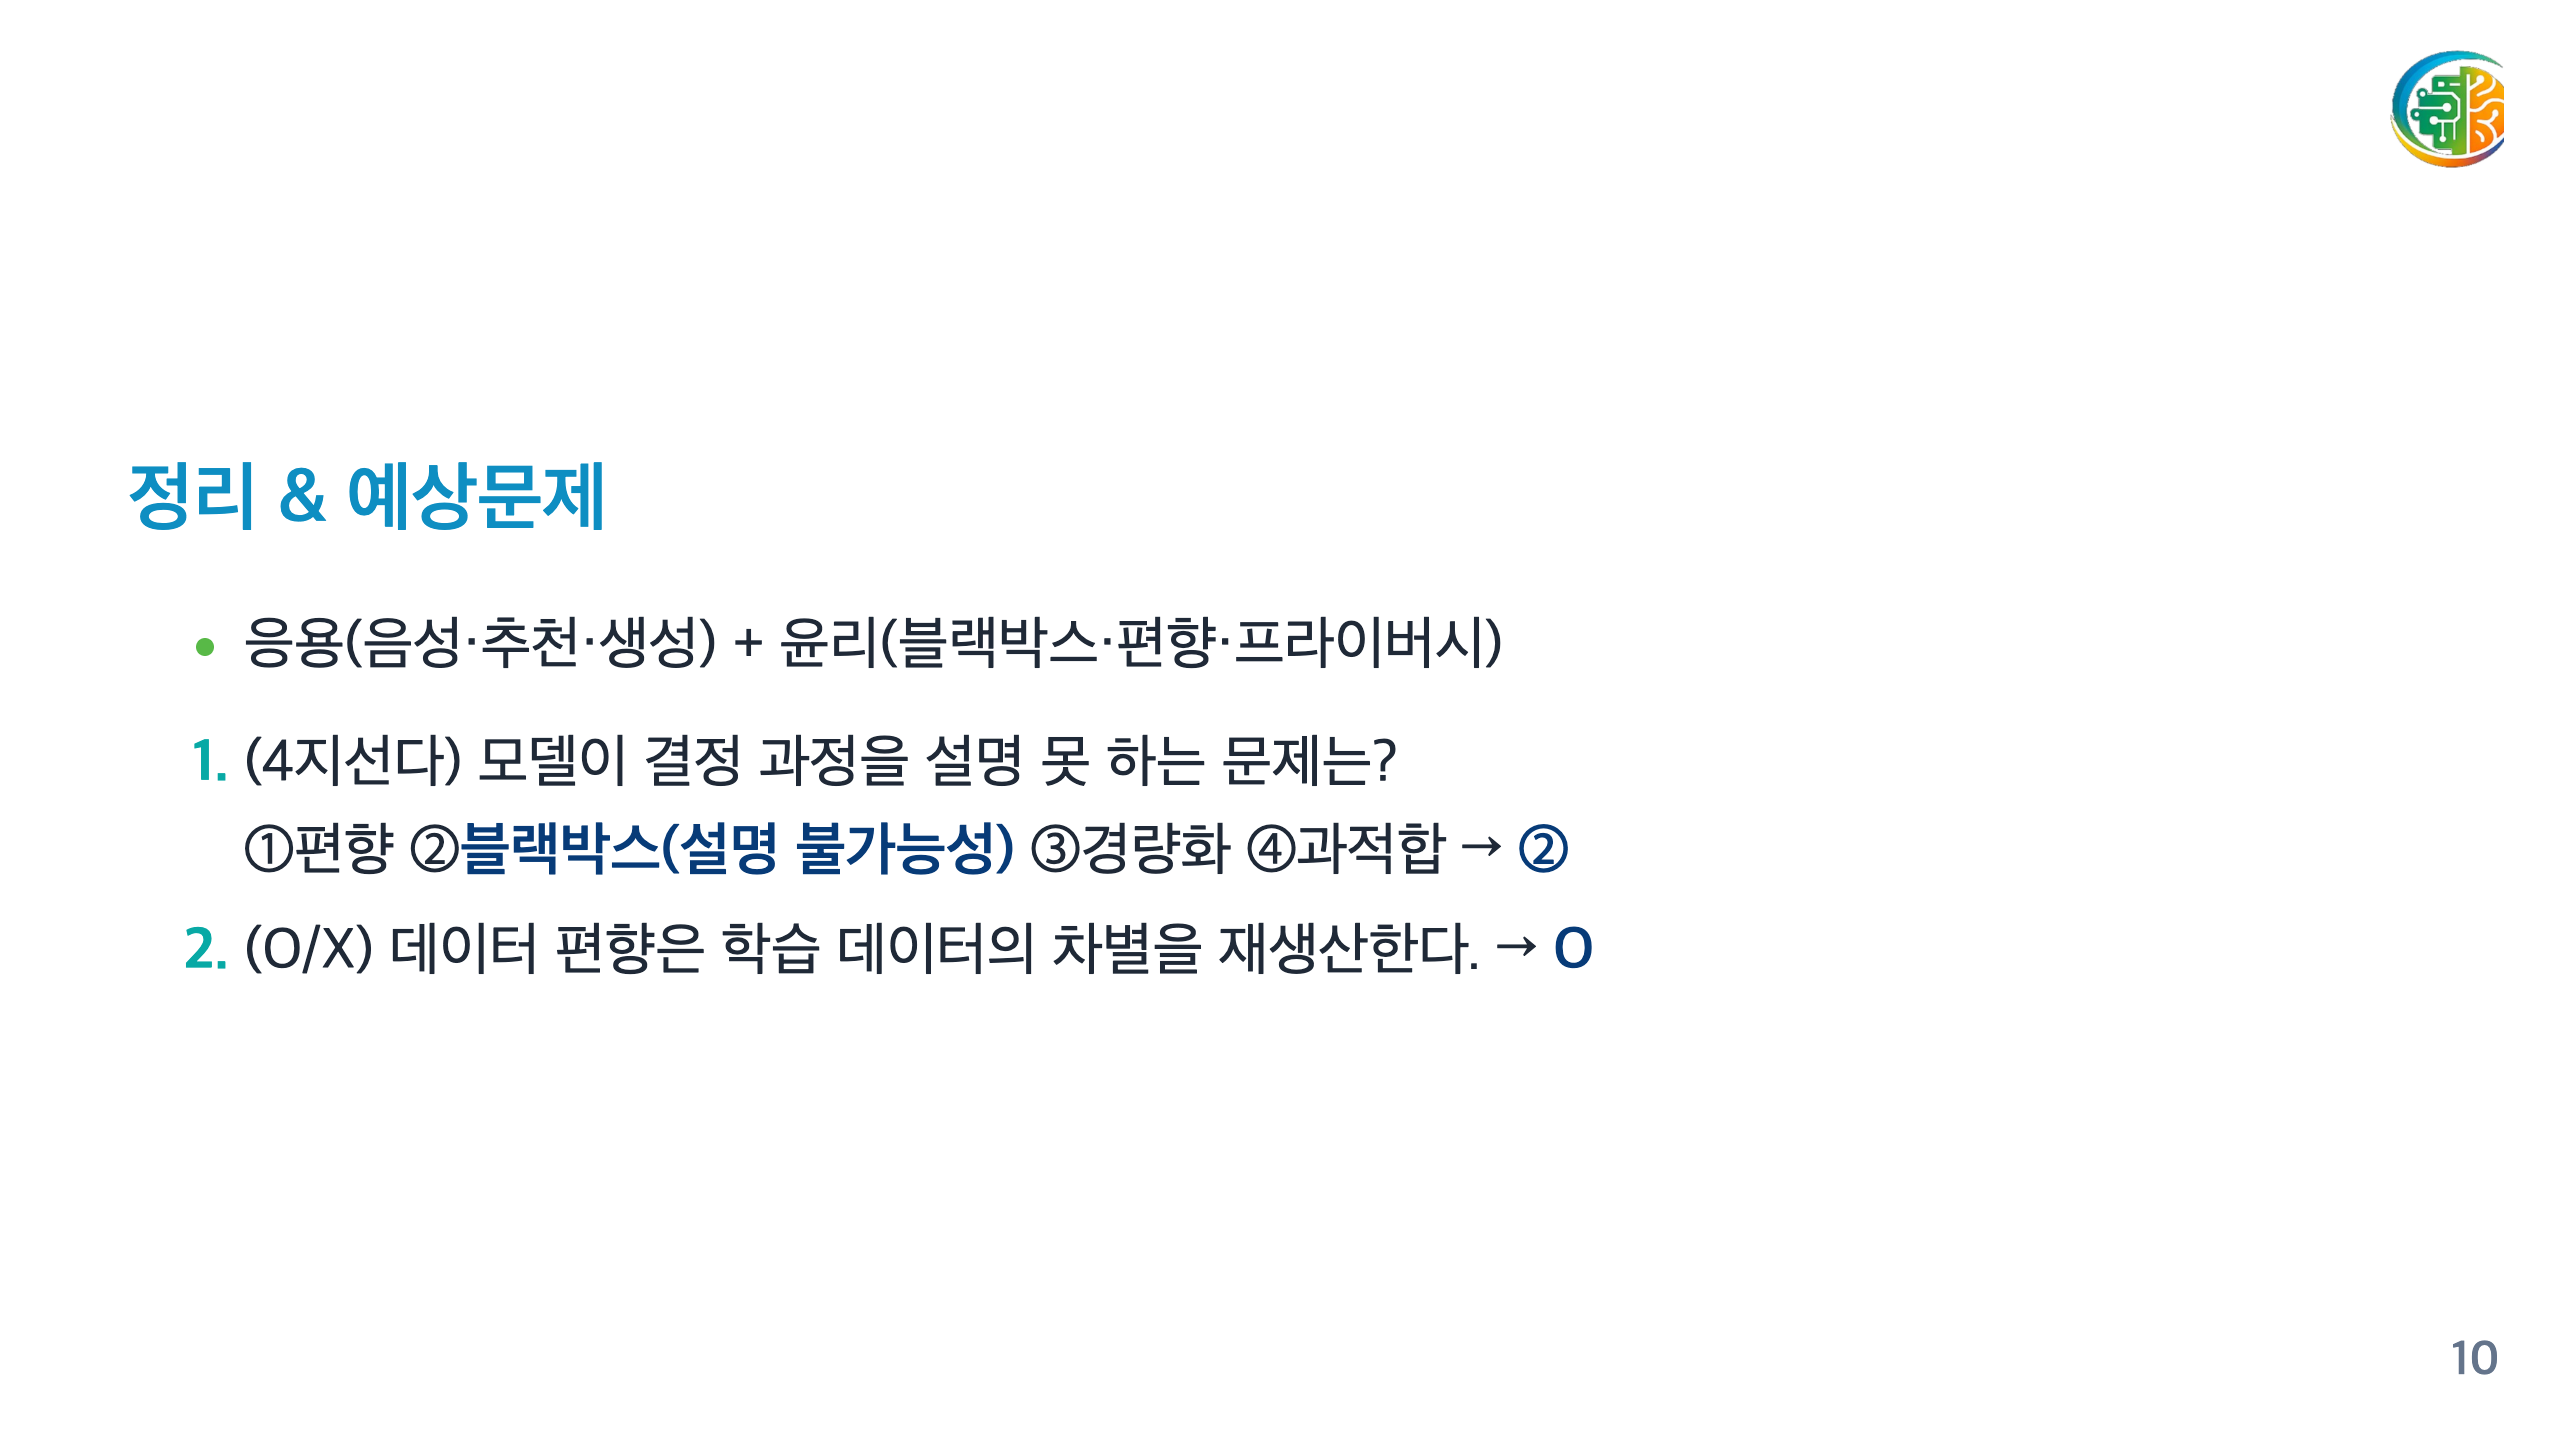 정리 & 예상문제
• 응용(음성·추천·생성) + 윤리(블랙박스·편향·프라이버시)
1. (4지선다) 모델이 결정 과정을 설명 못 하는 문제는?
①편향 ②블랙박스(설명 불가능성) ③경량화 ④과적합 → ②
2. (O/X) 데이터 편향은 학습 데이터의 차별을 재생산한다. → O
10